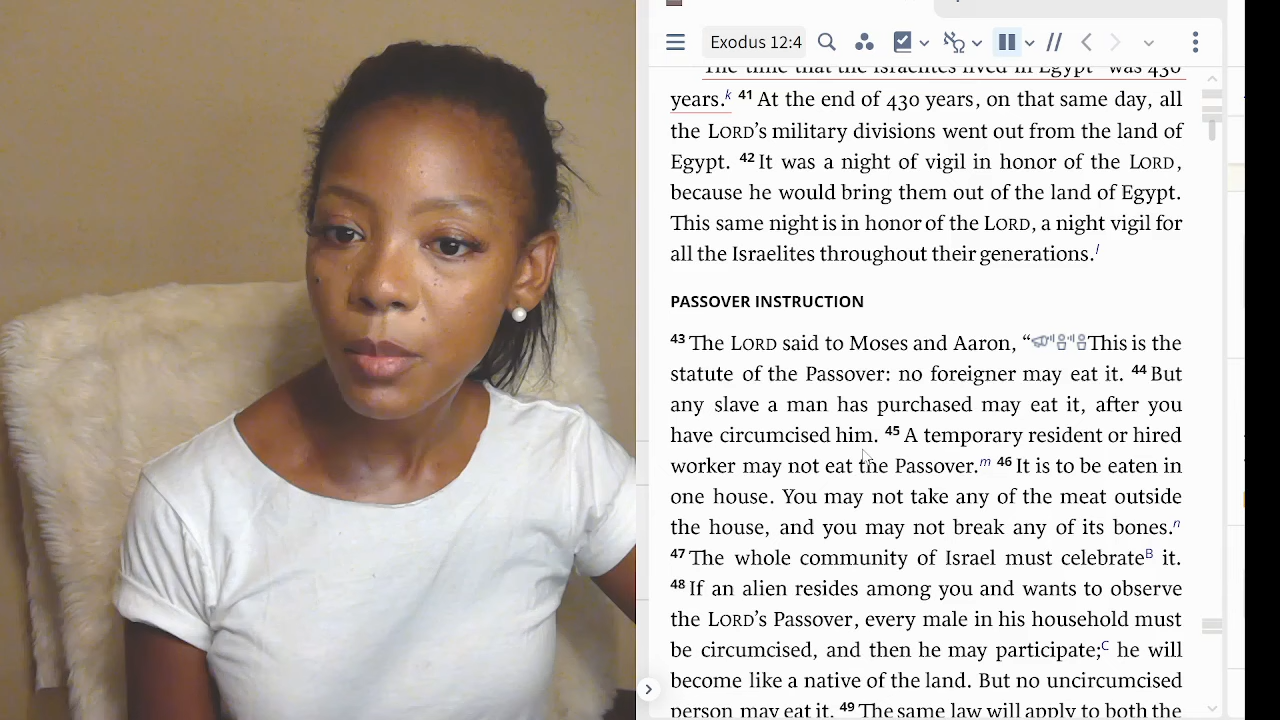 Exodus 12:4
The time that the Israelites lived in Egypt was 430
years.k 41 At the end of 430 years, on that same day, all
the LORD's military divisions went out from the land of
Egypt. 42 It was a night of vigil in honor of the LORD,
because he would bring them out of the land of Egypt.
This same night is in honor of the LORD, a night vigil for
all the Israelites throughout their generations.l
PASSOVER INSTRUCTION
43 The LORD said to Moses and Aaron, “This is the
statute of the Passover: no foreigner may eat it. 44 But
any slave a man has purchased may eat it, after you
have circumcised him. 45 A temporary resident or hired
worker may not eat the Passover.m 46 It is to be eaten in
one house. You may not take any of the meat outside
the house, and you may not break any of its bones.n
47 The whole community of Israel must celebrateB it.
48 If an alien resides among you and wants to observe
the LORD's Passover, every male in his household must
be circumcised, and then he may participate;C he will
become like a native of the land. But no uncircumcised
person may eat it. 49 The same law will apply to both the